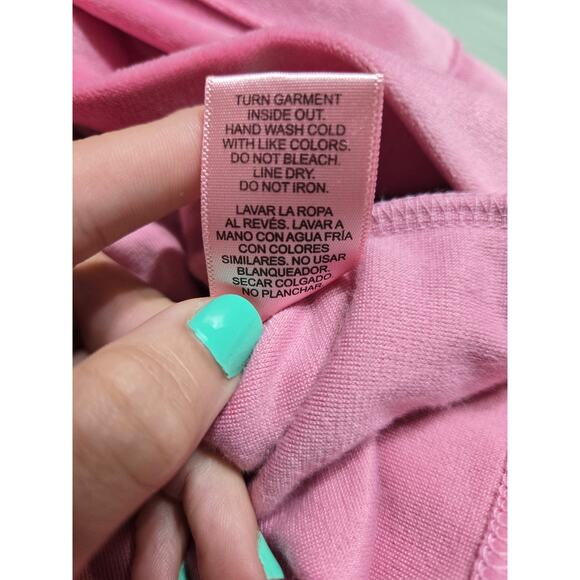 TURN GARMENT
INSIDE OUT.
HAND WASH COLD
WITH LIKE COLORS.
DO NOT BLEACH.
LINE DRY.
DO NOT IRON.
LAVAR LA ROPA
AL REVÉS. LAVAR A
MANO CON AGUA FRÍA
CON COLORES
SIMILARES. NO USAR
BLANQUEADOR.
SECAR COLGADO.
NO PLANCHAR